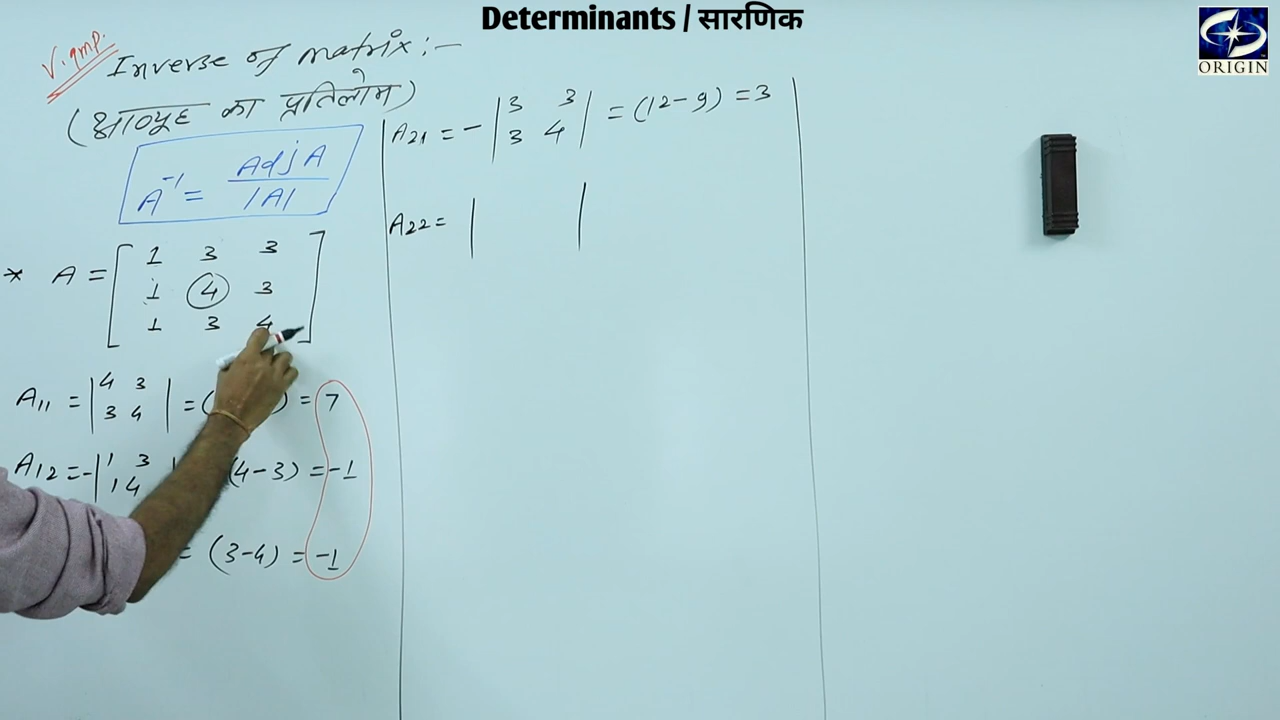 Determinants / सारणिक
ORIGIN
V. Imp.
Inverse of matrix :-
(आव्यूह का प्रतिलोम)
A⁻¹ = Adj A / |A|
* A = [ 1 3 3
1 4 3
1 3 4 ]
A₁₁ = | 4 3
3 4 | = ( ) = 7
A₁₂ = - | 1 3
1 4 | (4-3) = -1
= (3-4) = -1
A₂₁ = - | 3 3
3 4 | = (12-9) = 3
A₂₂ = | |